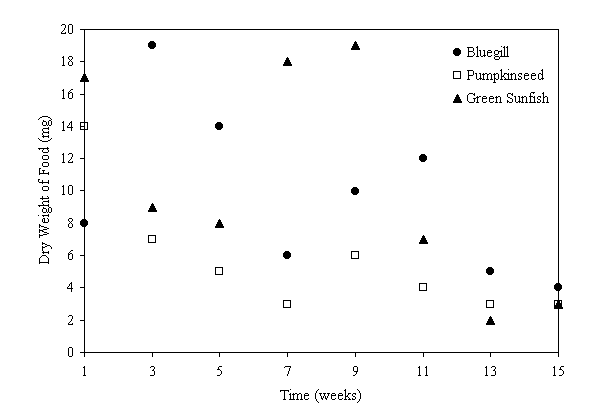 20
18
16
14
12
10
8
6
4
2
0
Dry Weight of Food (mg)
Bluegill
Pumpkinseed
Green Sunfish
1 3 5 7 9 11 13 15
Time (weeks)